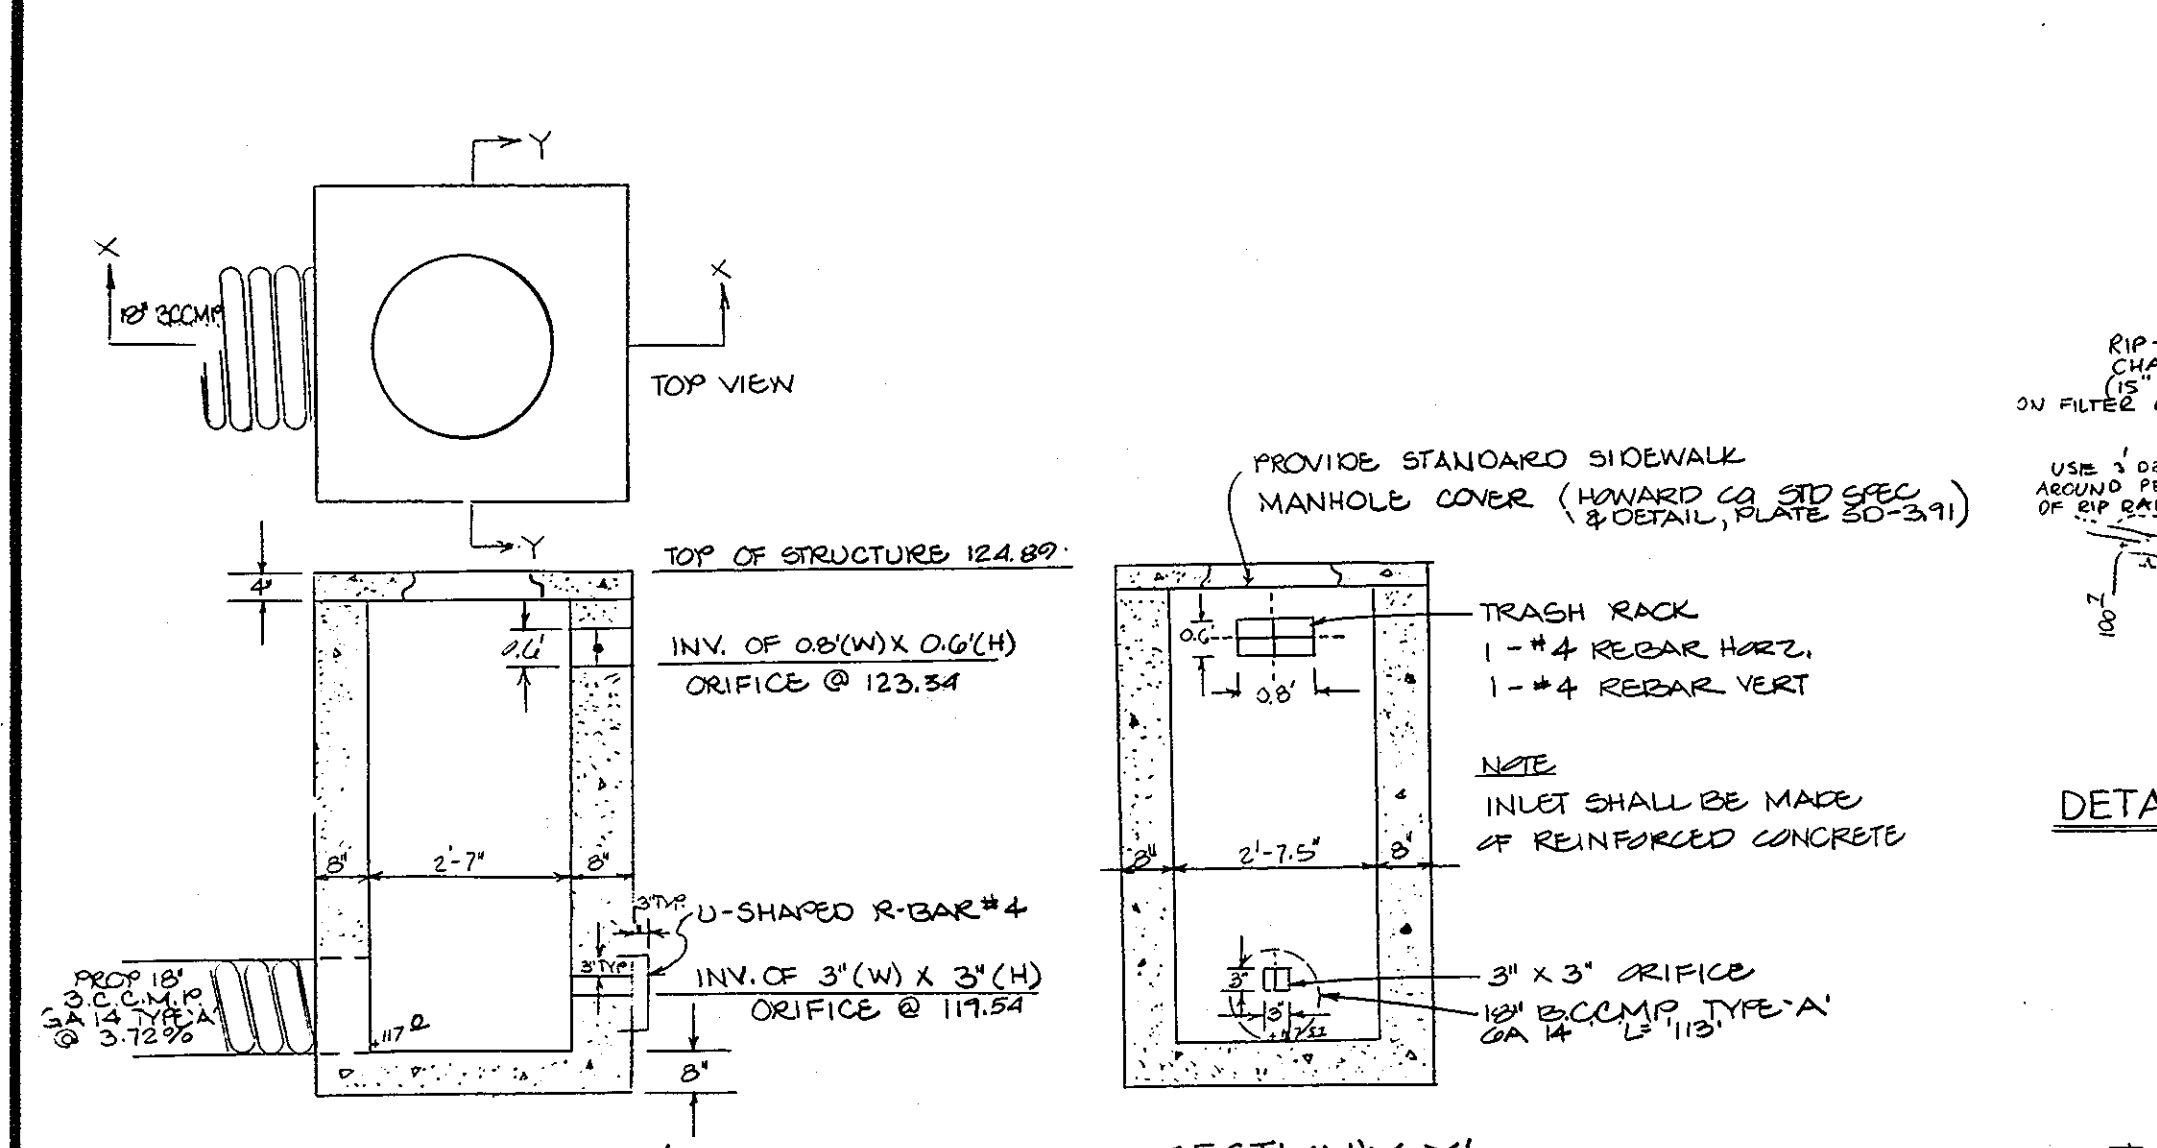 Y
X
X
18" BCCMP
TOP VIEW
Y
TOP OF STRUCTURE 124.89
4"
0.6'
INV. OF 0.8'(W) X 0.6'(H)
ORIFICE @ 123.34
8"
2'-7"
8"
3" TYP.
U-SHAPED R-BAR #4
3" TYP
INV. OF 3"(W) X 3"(H)
ORIFICE @ 119.54
PROP 18"
B.C.C.M.P.
GA 14 TYPE 'A'
@ 3.72%
8"
PROVIDE STANDARD SIDEWALK
MANHOLE COVER (HOWARD CO. STD SPEC
& DETAIL, PLATE SD-3.91)
0.6'
0.8'
TRASH RACK
1 - #4 REBAR HORZ.
1 - #4 REBAR VERT
NOTE
INLET SHALL BE MADE
OF REINFORCED CONCRETE
8"
2'-7.5"
8"
3"
3"
3" X 3" ORIFICE
18" B.C.C.M.P. TYPE 'A'
GA 14 L= 113'
RIP-
(15"
ON FILTER
USE 3'
AROUND
OF RIP
DETA